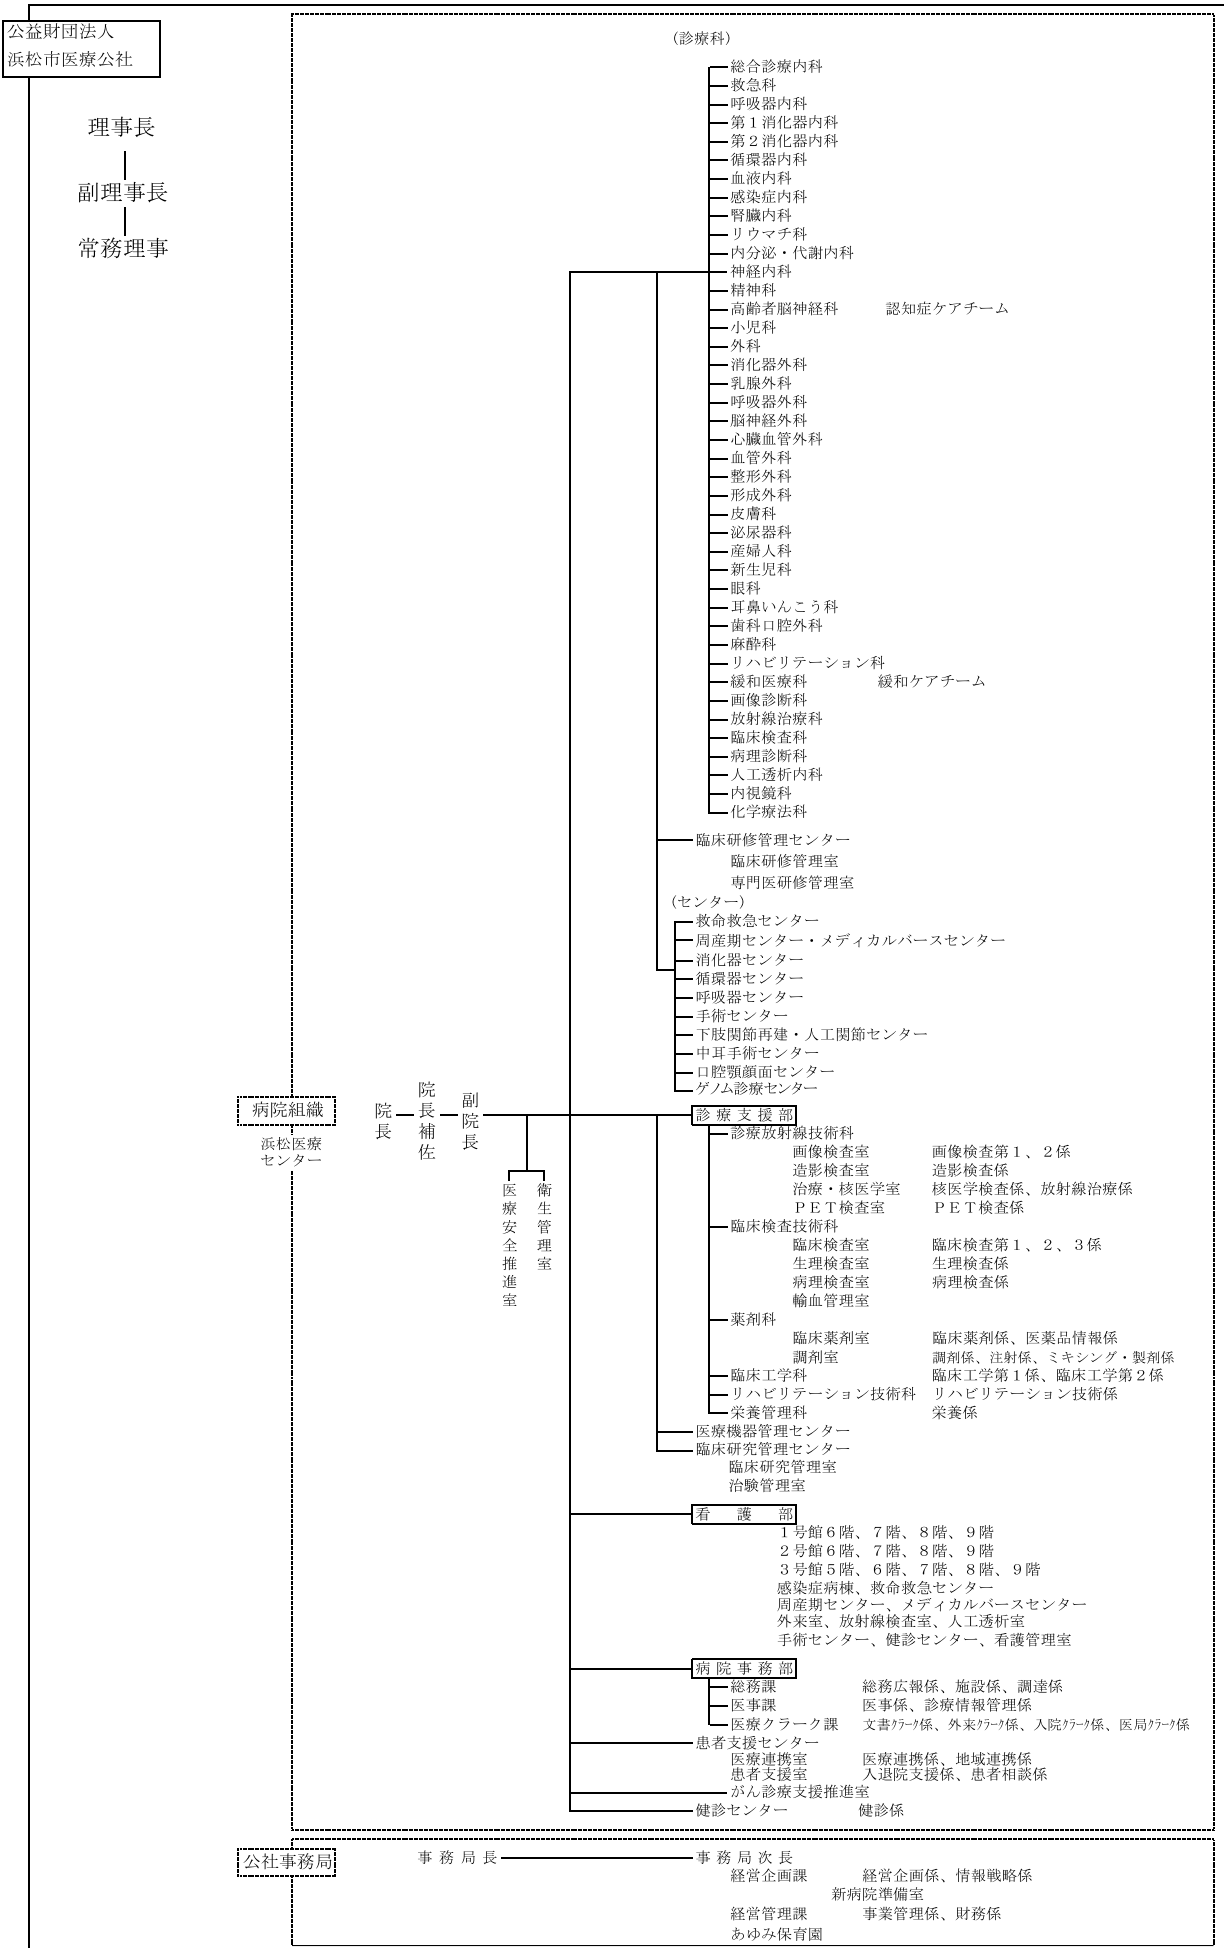 公益財団法人
浜松市医療公社
理事長
副理事長
常務理事
(診療科)
総合診療内科
救急科
呼吸器内科
第１消化器内科
第２消化器内科
循環器内科
血液内科
感染症内科
腎臓内科
リウマチ科
内分泌・代謝内科
神経内科
精神科
高齢者脳神経科　認知症ケアチーム
小児科
外科
消化器外科
乳腺外科
呼吸器外科
脳神経外科
心臓血管外科
血管外科
整形外科
形成外科
皮膚科
泌尿器科
産婦人科
新生児科
眼科
耳鼻いんこう科
歯科口腔外科
麻酔科
リハビリテーション科
緩和医療科　緩和ケアチーム
画像診断科
放射線治療科
臨床検査科
病理診断科
人工透析内科
内視鏡科
化学療法科
臨床研修管理センター
臨床研修管理室
専門医研修管理室
(センター)
救命救急センター
周産期センター・メディカルバースセンター
消化器センター
循環器センター
呼吸器センター
手術センター
下肢関節再建・人工関節センター
中耳手術センター
口腔顎顔面センター
ゲノム診療センター
病院組織
浜松医療
センター
院長
院長補佐
副院長
医療安全推進室
衛生管理室
診療支援部
診療放射線技術科
画像検査室　画像検査第１、２係
造影検査室　造影検査係
治療・核医学室　核医学検査係、放射線治療係
ＰＥＴ検査室　ＰＥＴ検査係
臨床検査技術科
臨床検査室　臨床検査第１、２、３係
生理検査室　生理検査係
病理検査室　病理検査係
輸血管理室
薬剤科
臨床薬剤室　臨床薬剤係、医薬品情報係
調剤室　調剤係、注射係、ミキシング・製剤係
臨床工学科　臨床工学第１係、臨床工学第２係
リハビリテーション技術科　リハビリテーション技術係
栄養管理科　栄養係
医療機器管理センター
臨床研究管理センター
臨床研究管理室
治験管理室
看　護　部
１号館６階、７階、８階、９階
２号館６階、７階、８階、９階
３号館５階、６階、７階、８階、９階
感染症病棟、救命救急センター
周産期センター、メディカルバースセンター
外来室、放射線検査室、人工透析室
手術センター、健診センター、看護管理室
病院事務部
総務課　総務広報係、施設係、調達係
医事課　医事係、診療情報管理係
医療クラーク課　文書ｸﾗｰｸ係、外来ｸﾗｰｸ係、入院ｸﾗｰｸ係、医局ｸﾗｰｸ係
患者支援センター
医療連携室　医療連携係、地域連携係
患者支援室　入退院支援係、患者相談係
がん診療支援推進室
健診センター　健診係
公社事務局
事務局長　事務局次長
経営企画課　経営企画係、情報戦略係
新病院準備室
経営管理課　事業管理係、財務係
あゆみ保育園